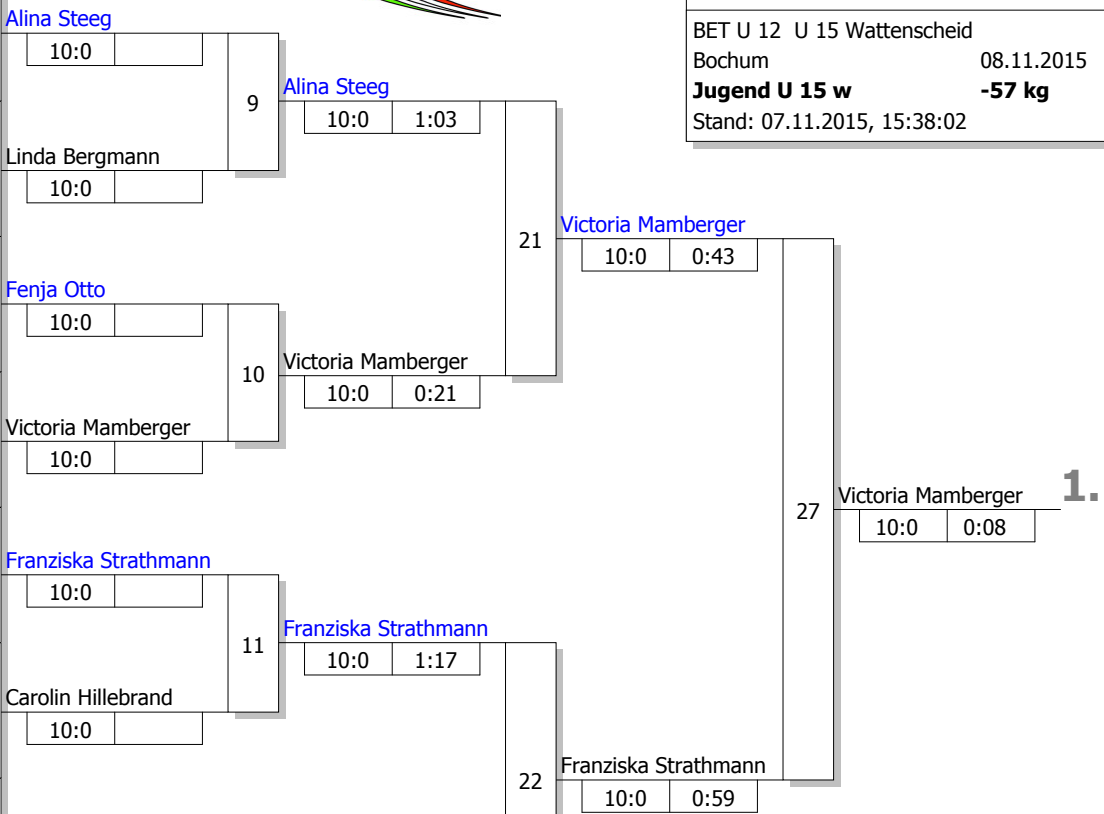 Alina Steeg
10:0
9
Linda Bergmann
10:0
Fenja Otto
10:0
10
Victoria Mamberger
10:0
Franziska Strathmann
10:0
11
Carolin Hillebrand
10:0
Alina Steeg
10:0 1:03
21
Victoria Mamberger
10:0 0:21
Franziska Strathmann
10:0 1:17
22
Victoria Mamberger
10:0 0:43
27
Franziska Strathmann
10:0 0:59
Victoria Mamberger 1.
10:0 0:08
BET U 12 U 15 Wattenscheid
Bochum 08.11.2015
Jugend U 15 w -57 kg
Stand: 07.11.2015, 15:38:02